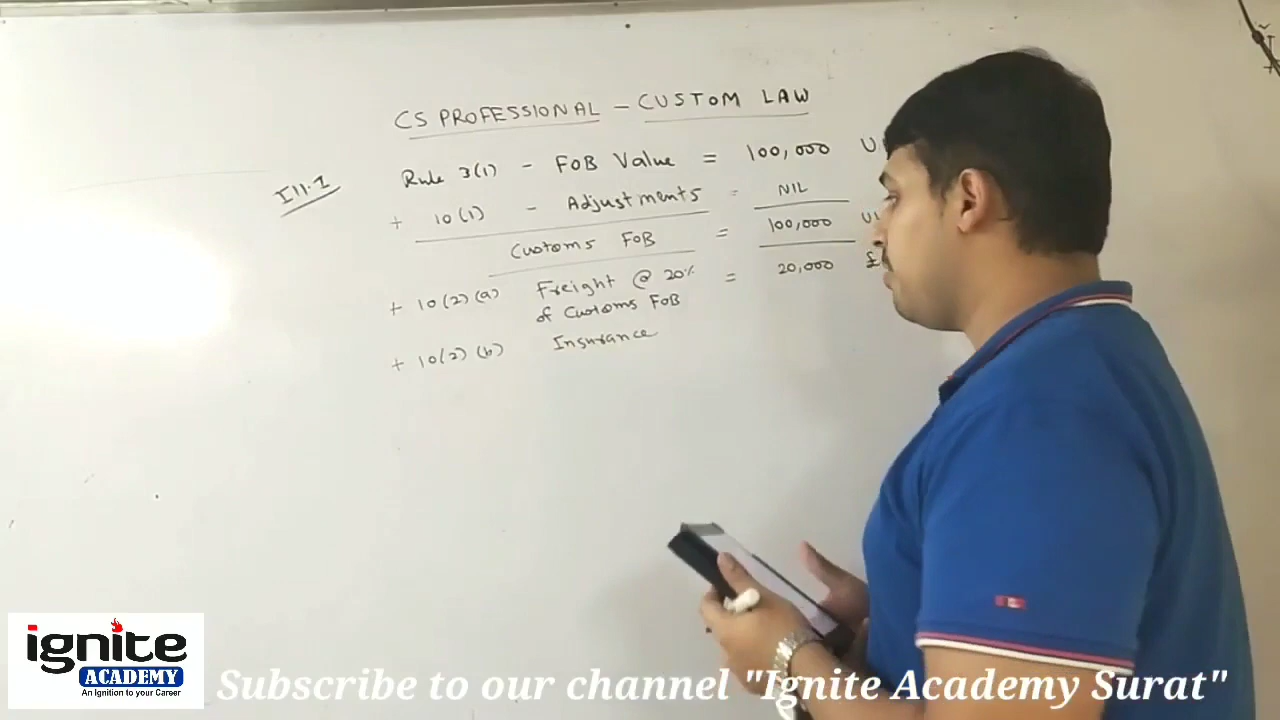 CS PROFESSIONAL - CUSTOM LAW
Ill.1
Rule 3(1) - FOB Value = 100,000 U
+ 10(1) - Adjustments = NIL
Customs FOB = 100,000 U
+ 10(2)(a) Freight @ 20% = 20,000 £
of Customs FOB
+ 10(2)(b) Insurance
ignite
ACADEMY
An Ignition to your Career
Subscribe to our channel "Ignite Academy Surat"